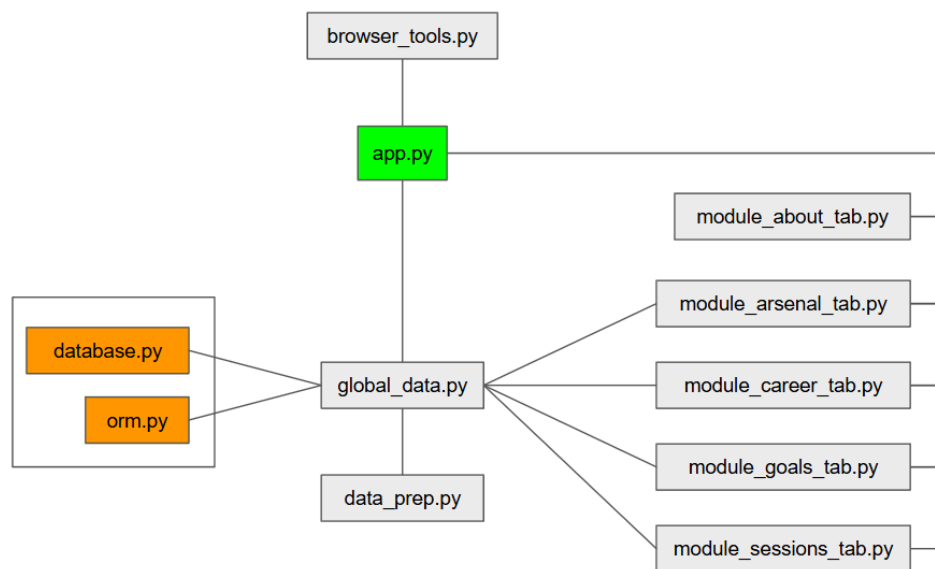 browser_tools.py
app.py
module_about_tab.py
module_arsenal_tab.py
database.py
global_data.py
module_career_tab.py
orm.py
module_goals_tab.py
data_prep.py
module_sessions_tab.py